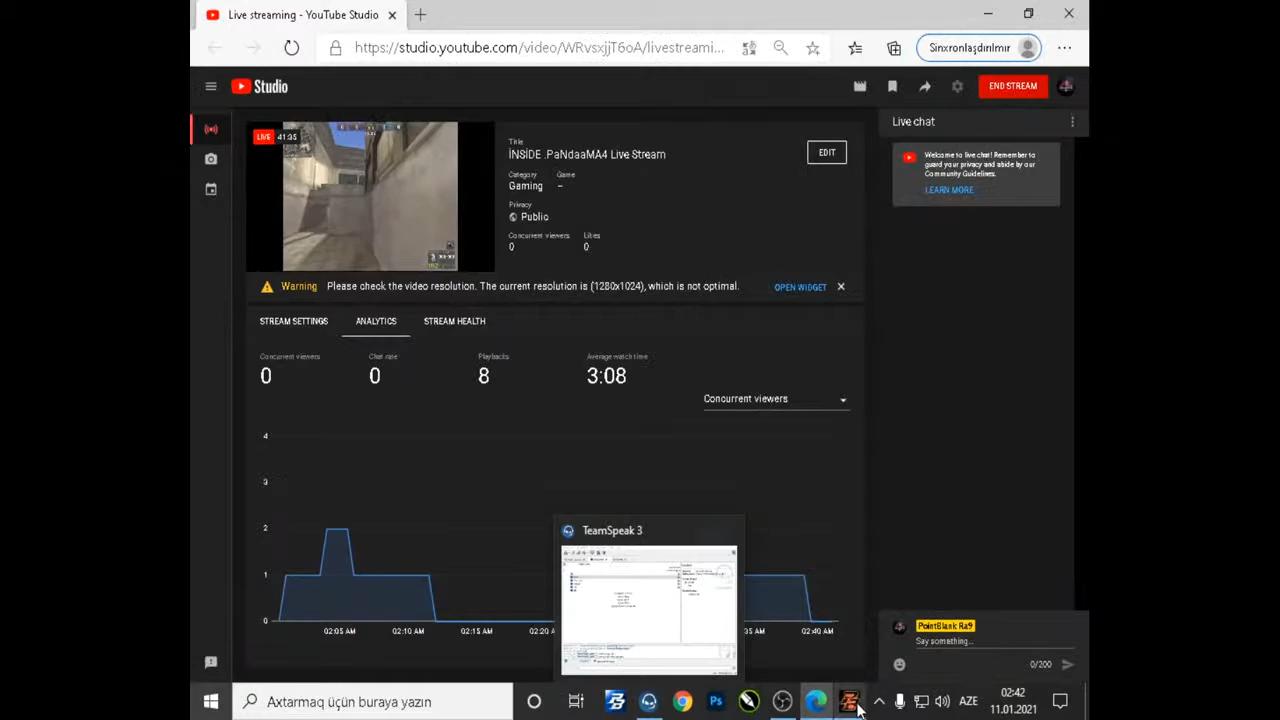 Live streaming - YouTube Studio
https://studio.youtube.com/video/WRvsxjjT6oA/livestreami...
Sinxronlaşdırılmır
Studio
END STREAM
LIVE 41:35
Title
İNSİDE .PaNdaaMA4 Live Stream
EDIT
Category Game
Gaming –
Privacy
Public
Concurrent viewers Likes
0 0
Live chat
Welcome to live chat! Remember to
guard your privacy and abide by our
Community Guidelines.
LEARN MORE
Warning Please check the video resolution. The current resolution is (1280x1024), which is not optimal. OPEN WIDGET
STREAM SETTINGS ANALYTICS STREAM HEALTH
Concurrent viewers Chat rate Playbacks Average watch time
0 0 8 3:08
Concurrent viewers
4
3
2
1
0
02:05 AM 02:10 AM 02:15 AM 02:20 35 AM 02:40 AM
TeamSpeak 3
PointBlank Ra9
Say something...
0/200
Axtarmaq üçün buraya yazın
Ps
AZE
02:42
11.01.2021